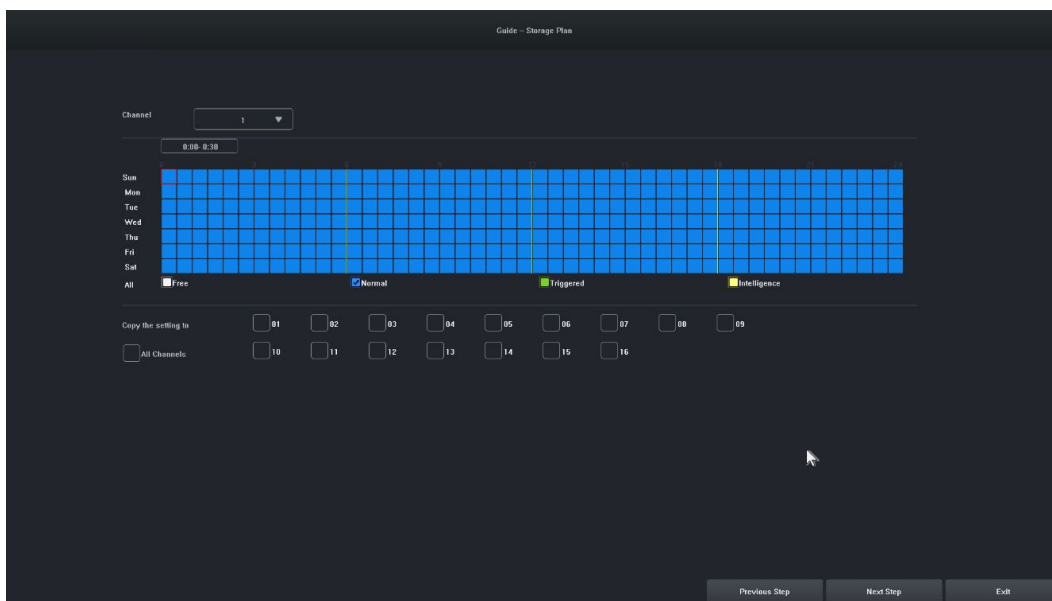 Guide – Storage Plan
Channel 1
0:00- 0:30
0 3 6 9 12 15 18 21 24
Sun
Mon
Tue
Wed
Thu
Fri
Sat
All Free Normal Triggered Intelligence
Copy the setting to 01 02 03 04 05 06 07 08 09
All Channels 10 11 12 13 14 15 16
Previous Step Next Step Exit